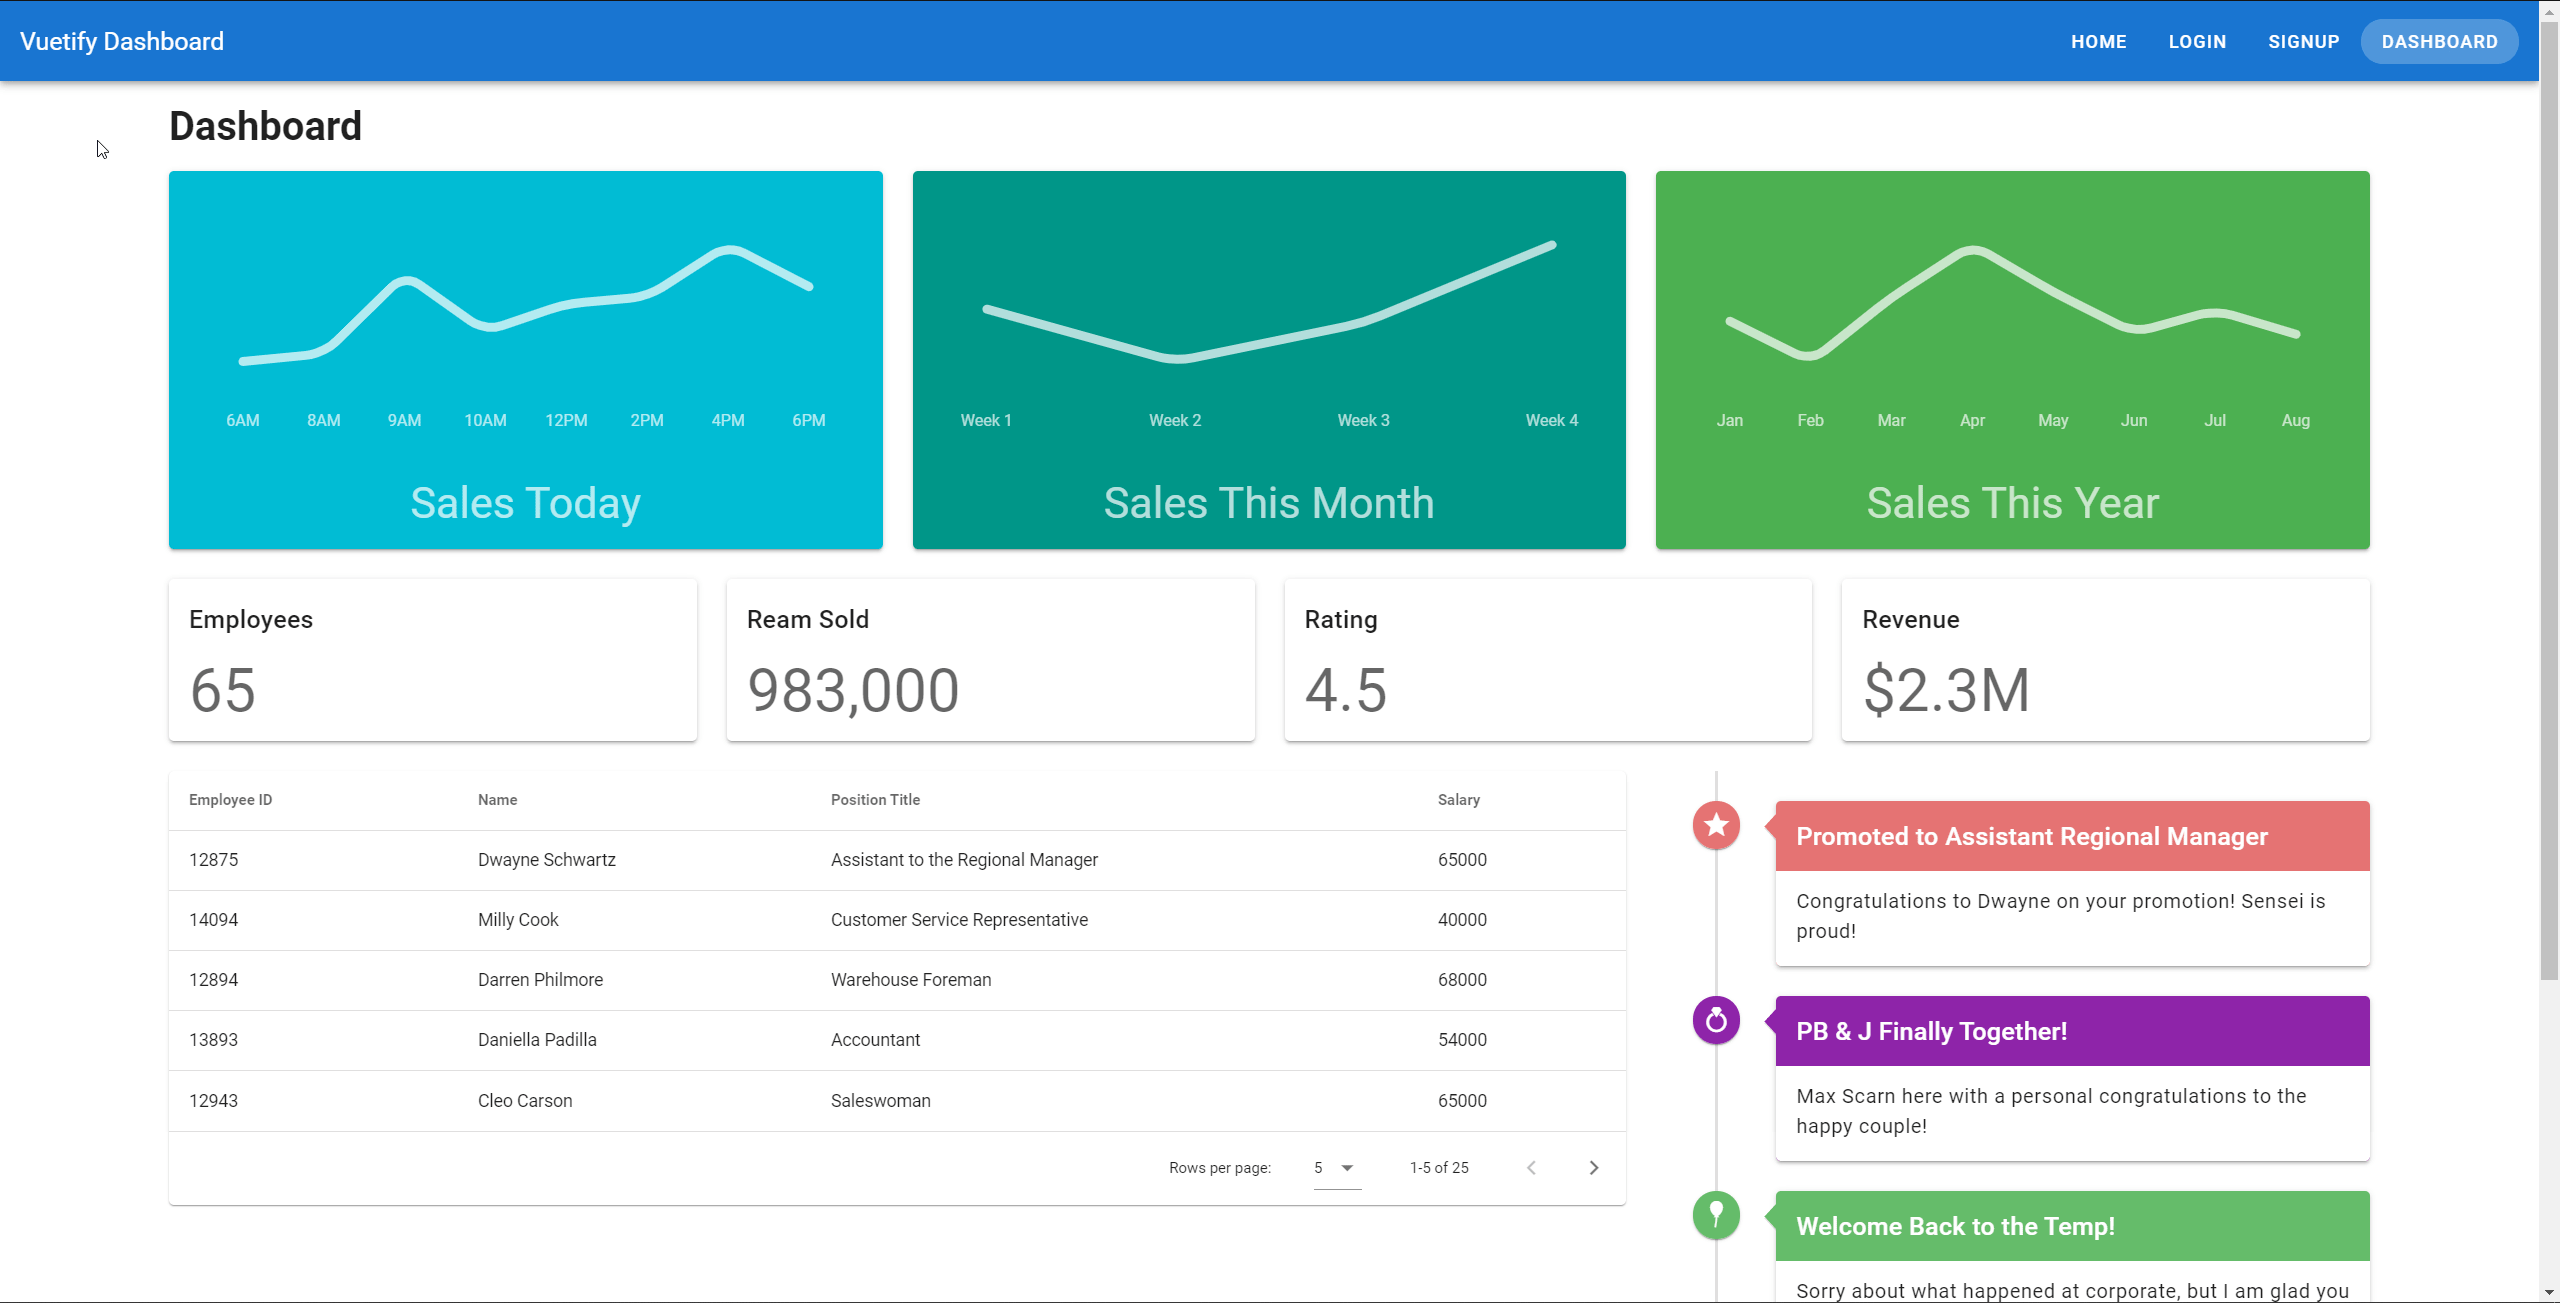 Vuetify Dashboard
HOME LOGIN SIGNUP DASHBOARD
Dashboard
6AM 8AM 9AM 10AM 12PM 2PM 4PM 6PM
Sales Today
Week 1 Week 2 Week 3 Week 4
Sales This Month
Jan Feb Mar Apr May Jun Jul Aug
Sales This Year
Employees
65
Ream Sold
983,000
Rating
4.5
Revenue
$2.3M
Employee ID Name Position Title Salary
12875 Dwayne Schwartz Assistant to the Regional Manager 65000
14094 Milly Cook Customer Service Representative 40000
12894 Darren Philmore Warehouse Foreman 68000
13893 Daniella Padilla Accountant 54000
12943 Cleo Carson Saleswoman 65000
Rows per page: 5 1-5 of 25
Promoted to Assistant Regional Manager
Congratulations to Dwayne on your promotion! Sensei is
proud!
PB & J Finally Together!
Max Scarn here with a personal congratulations to the
happy couple!
Welcome Back to the Temp!
Sorry about what happened at corporate, but I am glad you